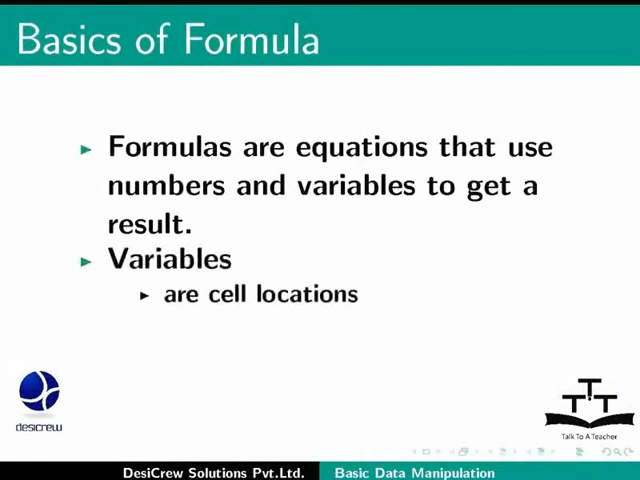 Basics of Formula
Formulas are equations that use
numbers and variables to get a
result.
Variables
are cell locations
desicrew
TTT
Talk To A Teacher
DesiCrew Solutions Pvt.Ltd.
Basic Data Manipulation